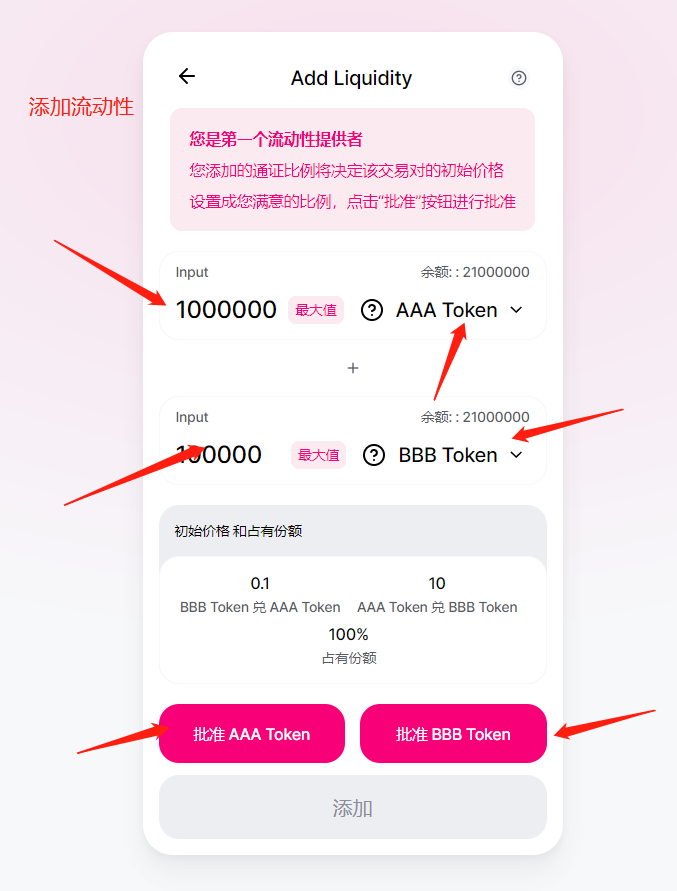 Add Liquidity
添加流动性
您是第一个流动性提供者
您添加的通证比例将决定该交易对的初始价格
设置成您满意的比例，点击“批准”按钮进行批准
Input 余额: : 21000000
1000000 最大值 AAA Token
+
Input 余额: : 21000000
100000 最大值 BBB Token
初始价格 和占有份额
0.1 10
BBB Token 兑 AAA Token AAA Token 兑 BBB Token
100%
占有份额
批准 AAA Token 批准 BBB Token
添加